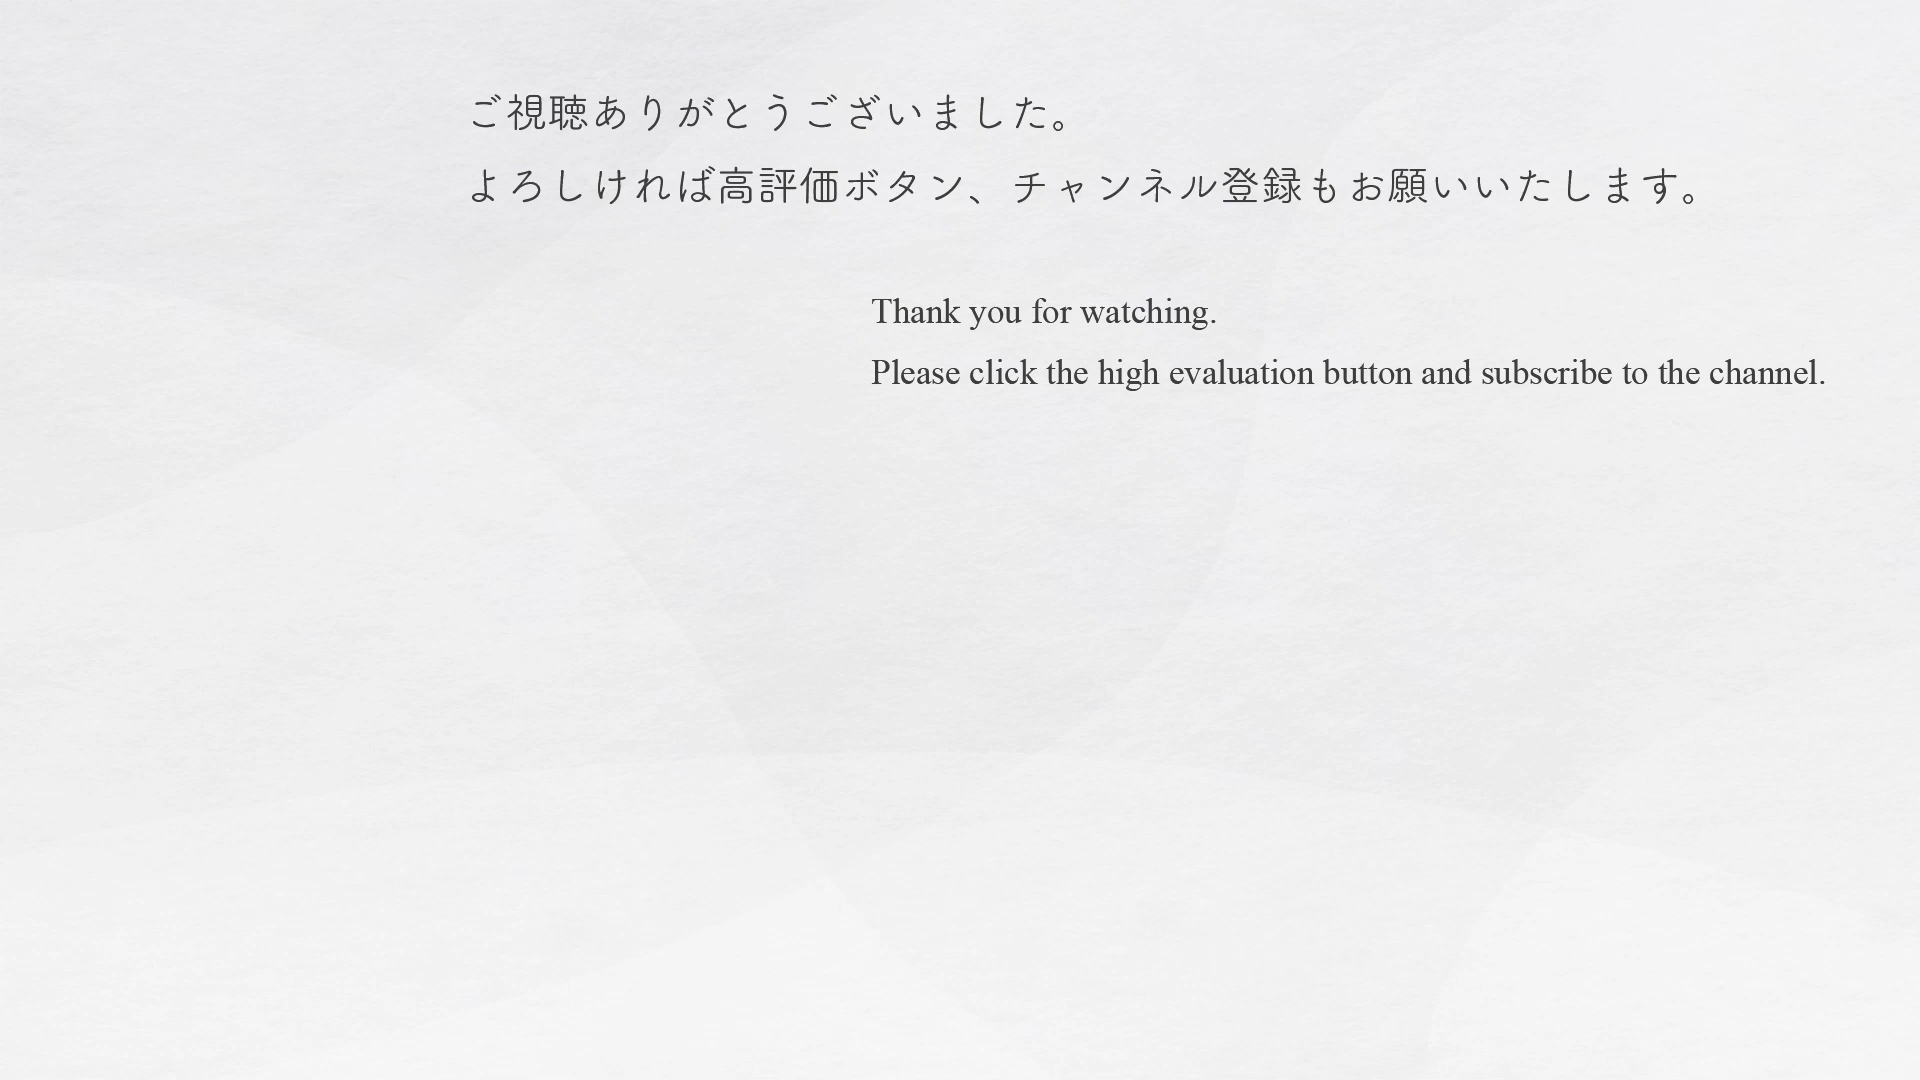 ご視聴ありがとうございました。
よろしければ高評価ボタン、チャンネル登録もお願いいたします。
Thank you for watching.
Please click the high evaluation button and subscribe to the channel.